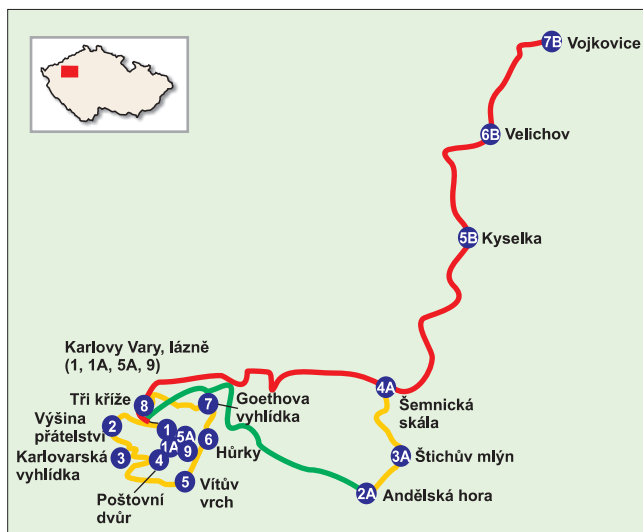 7B Vojkovice
6B
Velichov
5B Kyselka
Karlovy Vary, lázně
(1, 1A, 5A, 9)
4A
Šemnická
skála
Tři kříže
8
7
Goethova
vyhlídka
Výšina
přátelství
2
1
5A
1A
9
6
Hůrky
Karlovarská
vyhlídka
3
4
3A Štichův mlýn
Poštovní
dvůr
5
Vítův
vrch
2A Andělská hora